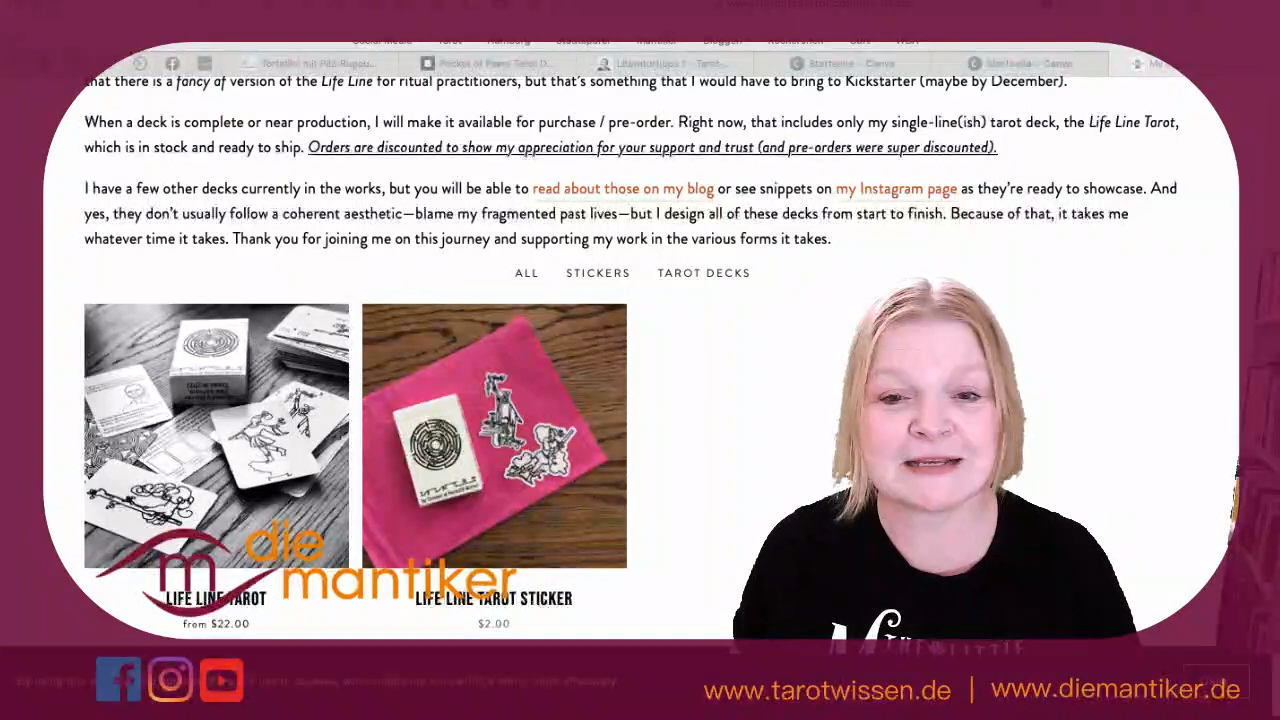 that there is a fancy af version of the Life Line for ritual practitioners, but that's something that I would have to bring to Kickstarter (maybe by December).
When a deck is complete or near production, I will make it available for purchase / pre-order. Right now, that includes only my single-line(ish) tarot deck, the Life Line Tarot,
which is in stock and ready to ship. Orders are discounted to show my appreciation for your support and trust (and pre-orders were super discounted).
I have a few other decks currently in the works, but you will be able to read about those on my blog or see snippets on my Instagram page as they're ready to showcase. And
yes, they don't usually follow a coherent aesthetic—blame my fragmented past lives—but I design all of these decks from start to finish. Because of that, it takes me
whatever time it takes. Thank you for joining me on this journey and supporting my work in the various forms it takes.
ALL STICKERS TAROT DECKS
die
mantiker
LIFE LINE TAROT
LIFE LINE TAROT STICKER
from $22.00
$2.00
www.tarotwissen.de | www.diemantiker.de